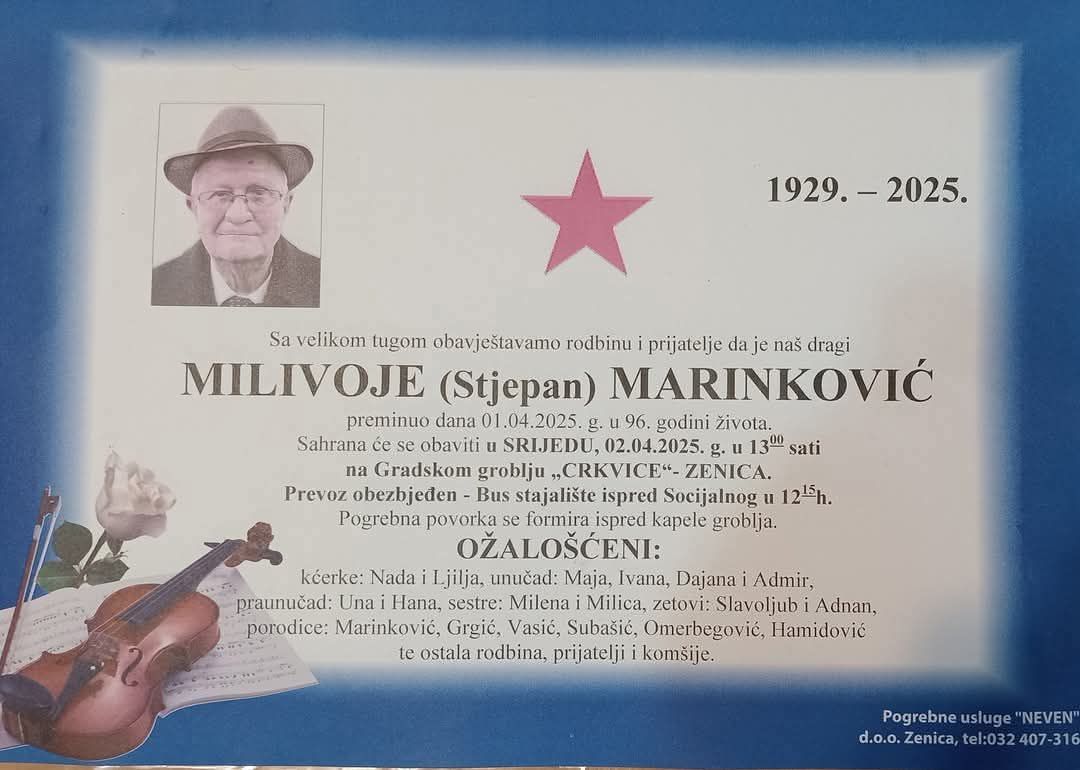 1929. – 2025.
Sa velikom tugom obavještavamo rodbinu i prijatelje da je naš dragi
MILIVOJE (Stjepan) MARINKOVIĆ
preminuo dana 01.04.2025. g. u 96. godini života.
Sahrana će se obaviti u SRIJEDU, 02.04.2025. g. u 13⁰⁰ sati
na Gradskom groblju „CRKVICE“- ZENICA.
Prevoz obezbjeđen - Bus stajalište ispred Socijalnog u 12¹⁵h.
Pogrebna povorka se formira ispred kapele groblja.
OŽALOŠĆENI:
kćerke: Nada i Ljilja, unučad: Maja, Ivana, Dajana i Admir,
praunučad: Una i Hana, sestre: Milena i Milica, zetovi: Slavoljub i Adnan,
porodice: Marinković, Grgić, Vasić, Subašić, Omerbegović, Hamidović
te ostala rodbina, prijatelji i komšije.
Pogrebne usluge "NEVEN"
d.o.o. Zenica, tel:032 407-316